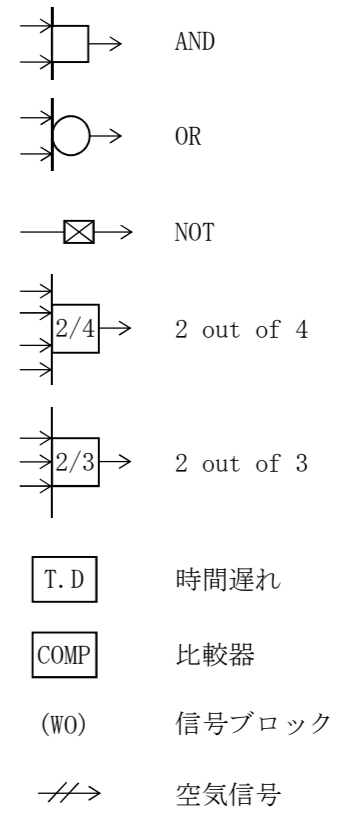 AND
OR
NOT
2/4 2 out of 4
2/3 2 out of 3
T.D 時間遅れ
COMP 比較器
(WO) 信号ブロック
空気信号